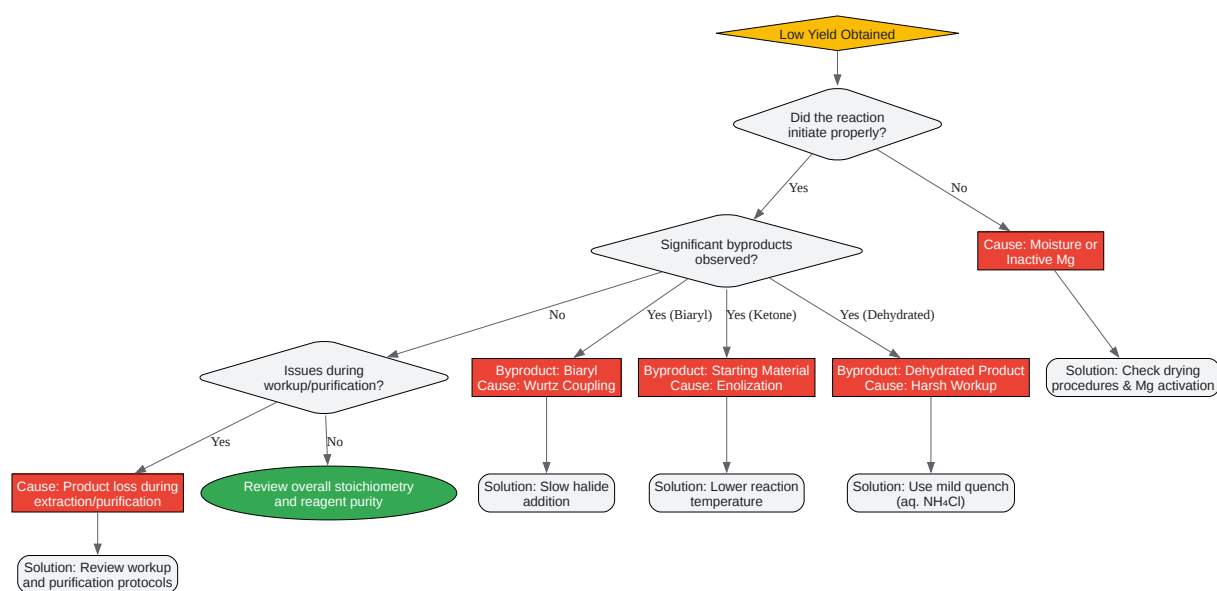 Low Yield Obtained
Did the reaction
initiate properly?
Yes
No
Significant byproducts
observed?
Cause: Moisture or
Inactive Mg
No
Yes (Biaryl)
Yes (Ketone)
Yes (Dehydrated)
Issues during
workup/purification?
Byproduct: Biaryl
Cause: Wurtz Coupling
Byproduct: Starting Material
Cause: Enolization
Byproduct: Dehydrated Product
Cause: Harsh Workup
Solution: Check drying
procedures & Mg activation
Yes
No
Cause: Product loss during
extraction/purification
Review overall stoichiometry
and reagent purity
Solution: Slow halide
addition
Solution: Lower reaction
temperature
Solution: Use mild quench
(aq. NH₄Cl)
Solution: Review workup
and purification protocols